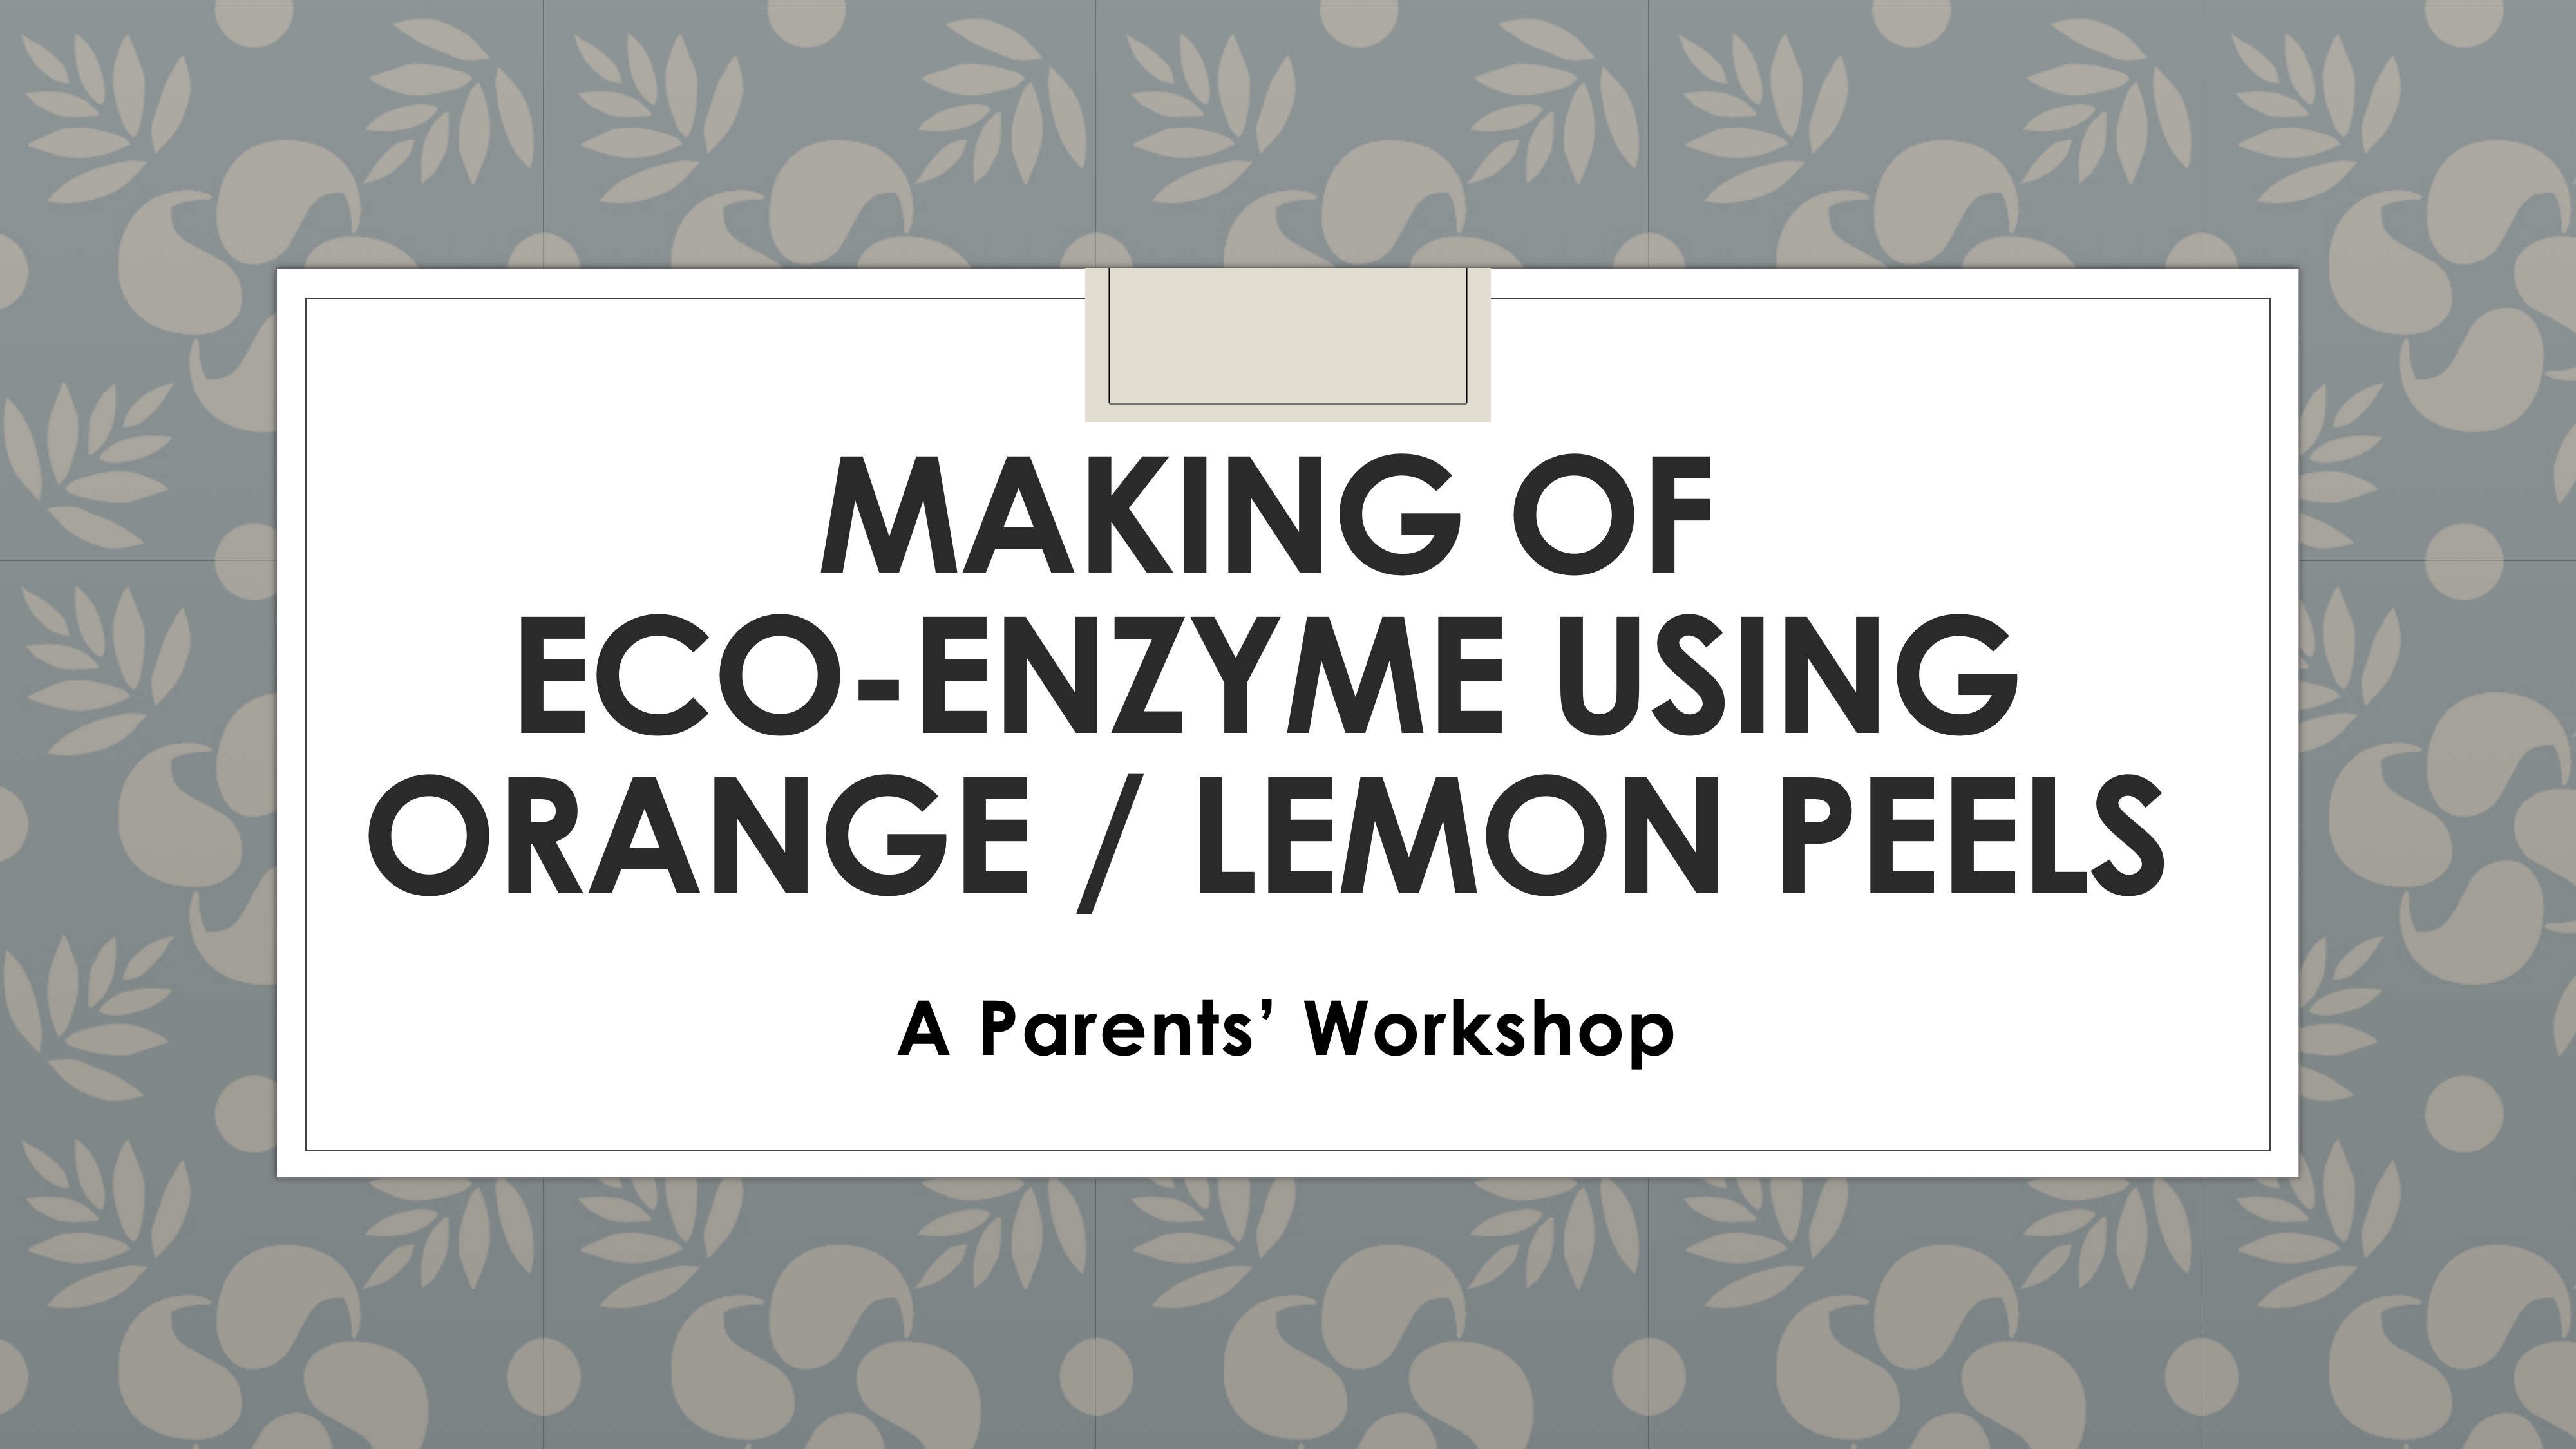 MAKING OF
ECO-ENZYME USING
ORANGE / LEMON PEELS
A Parents’ Workshop